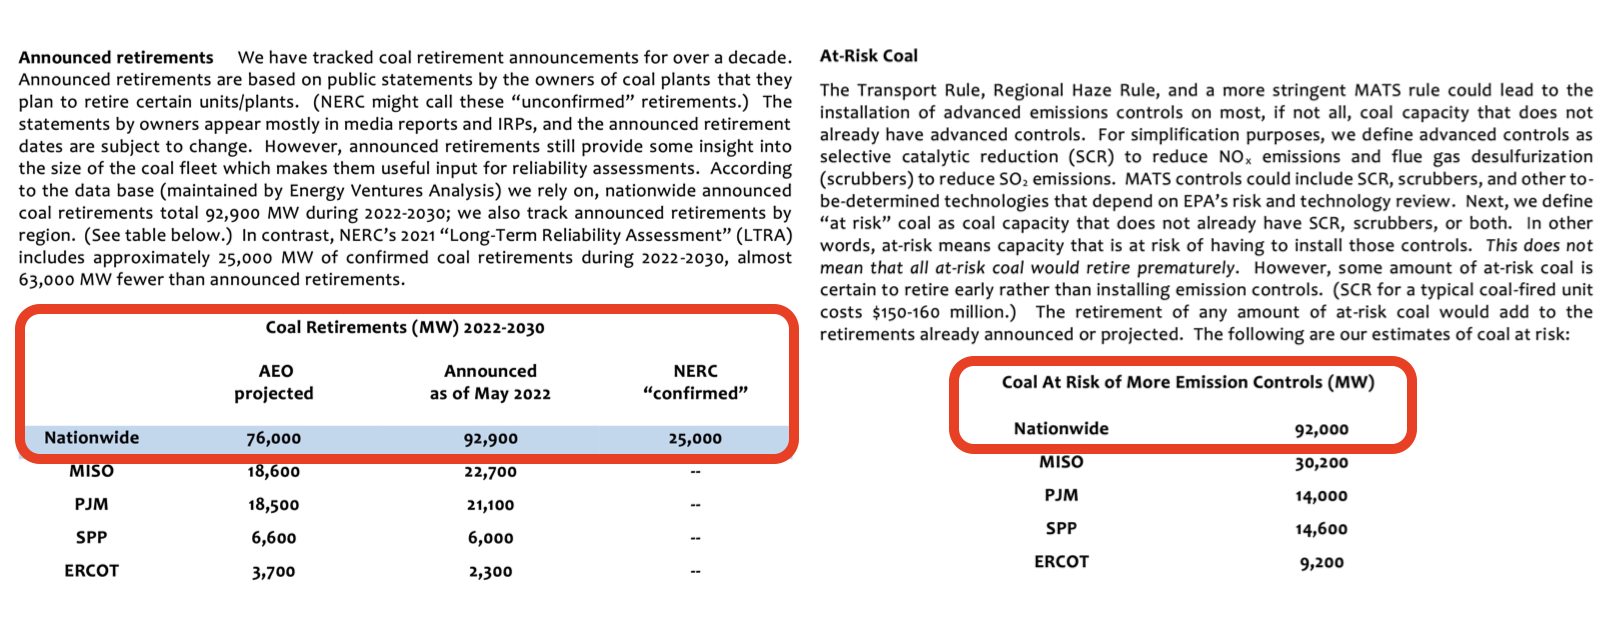 Announced retirements We have tracked coal retirement announcements for over a decade.
Announced retirements are based on public statements by the owners of coal plants that they
plan to retire certain units/plants. (NERC might call these “unconfirmed” retirements.) The
statements by owners appear mostly in media reports and IRPs, and the announced retirement
dates are subject to change. However, announced retirements still provide some insight into
the size of the coal fleet which makes them useful input for reliability assessments. According
to the data base (maintained by Energy Ventures Analysis) we rely on, nationwide announced
coal retirements total 92,900 MW during 2022-2030; we also track announced retirements by
region. (See table below.) In contrast, NERC’s 2021 “Long-Term Reliability Assessment” (LTRA)
includes approximately 25,000 MW of confirmed coal retirements during 2022-2030, almost
63,000 MW fewer than announced retirements.
Coal Retirements (MW) 2022-2030
AEO Announced NERC
projected as of May 2022 “confirmed”
Nationwide 76,000 92,900 25,000
MISO 18,600 22,700 --
PJM 18,500 21,100 --
SPP 6,600 6,000 --
ERCOT 3,700 2,300 --
At-Risk Coal
The Transport Rule, Regional Haze Rule, and a more stringent MATS rule could lead to the
installation of advanced emissions controls on most, if not all, coal capacity that does not
already have advanced controls. For simplification purposes, we define advanced controls as
selective catalytic reduction (SCR) to reduce NOₓ emissions and flue gas desulfurization
(scrubbers) to reduce SO₂ emissions. MATS controls could include SCR, scrubbers, and other to-
be-determined technologies that depend on EPA’s risk and technology review. Next, we define
“at risk” coal as coal capacity that does not already have SCR, scrubbers, or both. In other
words, at-risk means capacity that is at risk of having to install those controls. This does not
mean that all at-risk coal would retire prematurely. However, some amount of at-risk coal is
certain to retire early rather than installing emission controls. (SCR for a typical coal-fired unit
costs $150-160 million.) The retirement of any amount of at-risk coal would add to the
retirements already announced or projected. The following are our estimates of coal at risk:
Coal At Risk of More Emission Controls (MW)
Nationwide 92,000
MISO 30,200
PJM 14,000
SPP 14,600
ERCOT 9,200